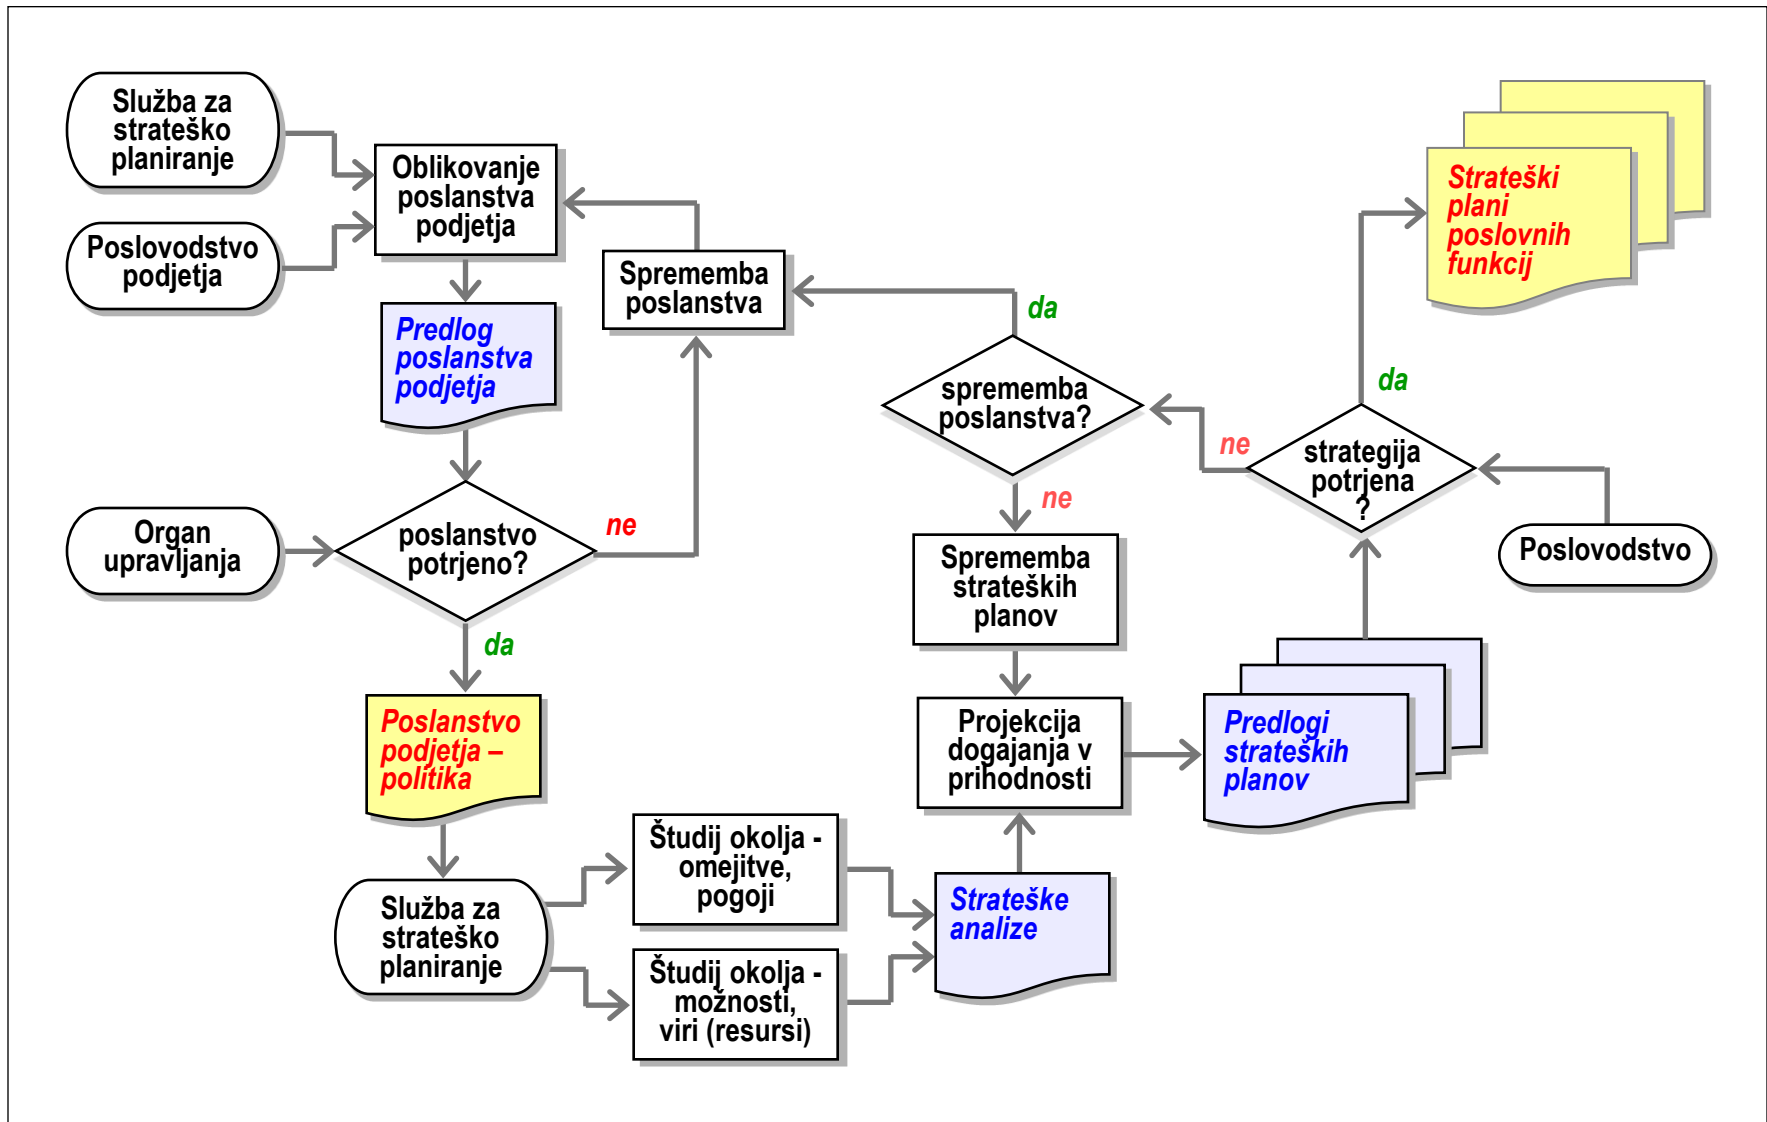 Služba za
strateško
planiranje
Poslovodstvo
podjetja
Oblikovanje
poslanstva
podjetja
Sprememba
poslanstva
Predlog
poslanstva
podjetja
Organ
upravljanja
poslanstvo
potrjeno?
ne
da
Poslanstvo
podjetja –
politika
Služba za
strateško
planiranje
Študij okolja -
omejitve,
pogoji
Študij okolja -
možnosti,
viri (resursi)
Strateške
analize
Projekcija
dogajanja v
prihodnosti
Sprememba
strateških
planov
ne
sprememba
poslanstva?
da
Predlogi
strateških
planov
strategija
potrjena
?
ne
da
Poslovodstvo
Strateški
plani
poslovnih
funkcij